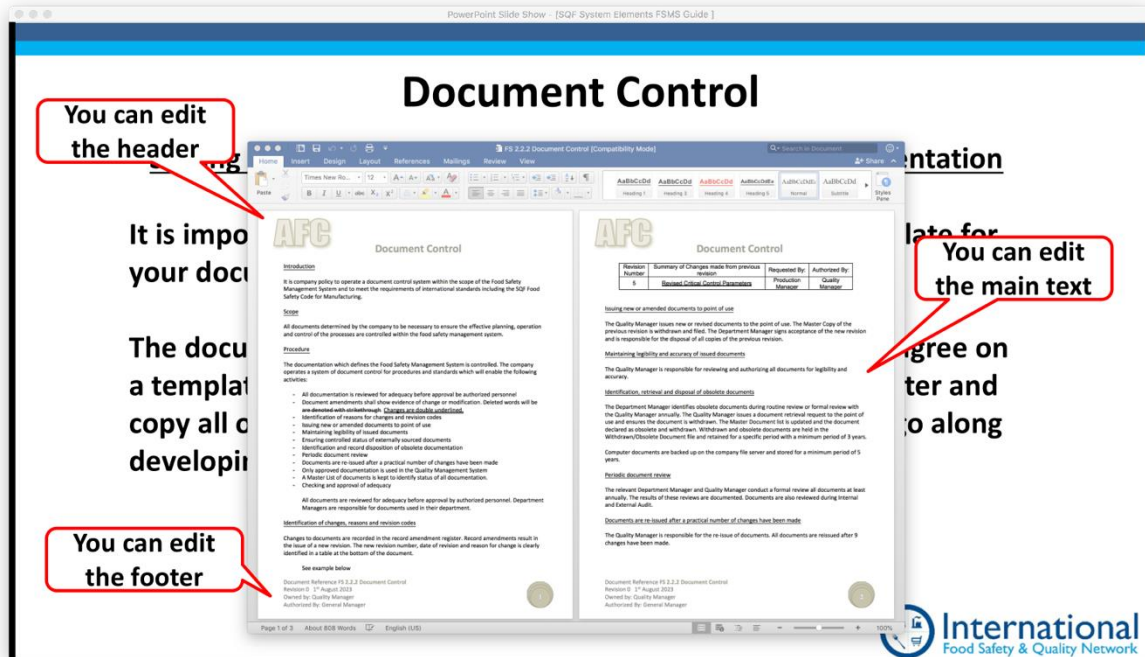 PowerPoint Slide Show - [SQF System Elements FSMS Guide ]
Document Control
You can edit
the header
entation
It is impo
late for
your docu
The docu
gree on
a templat
ter and
copy all o
o along
developin
You can edit
the main text
You can edit
the footer
FS 2.2.2 Document Control [Compatibility Mode]
Search in Document
Home Insert Design Layout References Mailings Review View
Share
Paste
Times New Ro... 12
AaBbCcDd AaBbCcDd AaBbCcDd AaBbCcDdEe AaBbCcDdEe AaBbCcDd
Heading 1 Heading 2 Heading 4 Heading 5 Normal Subtitle
Styles
Pane
AFC
Document Control
Introduction
It is company policy to operate a document control system within the scope of the Food Safety
Management System and to meet the requirements of international standards including the SQF Food
Safety Code for Manufacturing.
Scope
All documents determined by the company to be necessary to ensure the effective planning, operation
and control of the processes are controlled within the food safety management system.
Procedure
The documentation which defines the Food Safety Management System is controlled. The company
operates a system of document control for procedures and standards which will enable the following
activities:
- All documentation is reviewed for adequacy before approval be authorized personnel
- Document amendments shall show evidence of change or modification. Deleted words will be
are denoted with strikethrough. Changes are double underlined.
- Identification of reasons for changes and revision codes
- Issuing new or amended documents to point of use
- Maintaining legibility of issued documents
- Ensuring controlled status of externally sourced documents
- Identification and record disposition of obsolete documentation
- Periodic document review
- Documents are re-issued after a practical number of changes have been made
- Only approved documentation is used in the Quality Management System
- A Master List of documents is kept to identify status of all documentation.
- Checking and approval of adequacy
All documents are reviewed for adequacy before approval by authorized personnel. Department
Managers are responsible for documents used in their department.
Identification of changes, reasons and revision codes
Changes to documents are recorded in the record amendment register. Record amendments result in
the issue of a new revision. The new revision number, date of revision and reason for change is clearly
identified in a table at the bottom of the document.
See example below
Document Reference FS 2.2.2 Document Control
Revision 0 1st August 2023
Owned by: Quality Manager
Authorized By: General Manager
1
AFC
Document Control
Revision Number Summary of Changes made from previous revision Requested By: Authorized By:
5 Revised Critical Control Parameters Production Manager Quality Manager
Issuing new or amended documents to point of use
The Quality Manager issues new or revised documents to the point of use. The Master Copy of the
previous revision is withdrawn and filed. The Department Manager signs acceptance of the new revision
and is responsible for the disposal of all copies of the previous revision.
Maintaining legibility and accuracy of issued documents
The Quality Manager is responsible for reviewing and authorizing all documents for legibility and
accuracy.
Identification, retrieval and disposal of obsolete documents
The Department Manager identifies obsolete documents during routine review or formal review with
the Quality Manager annually. The Quality Manager issues a document retrieval request to the point of
use and ensures the document is withdrawn. The Master Document list is updated and the document
declared as obsolete and withdrawn. Withdrawn and obsolete documents are held in the
Withdrawn/Obsolete Document file and retained for a specific period with a minimum period of 3 years.
Computer documents are backed up on the company file server and stored for a minimum period of 5
years.
Periodic document review
The relevant Department Manager and Quality Manager conduct a formal review all documents at least
annually. The results of these reviews are documented. Documents are also reviewed during Internal
and External Audit.
Documents are re-issued after a practical number of changes have been made
The Quality Manager is responsible for the re-issue of documents. All documents are reissued after 9
changes have been made.
Document Reference FS 2.2.2 Document Control
Revision 0 1st August 2023
Owned by: Quality Manager
Authorized By: General Manager
2
Page 1 of 3 About 808 Words English (US) 100%
International
Food Safety & Quality Network